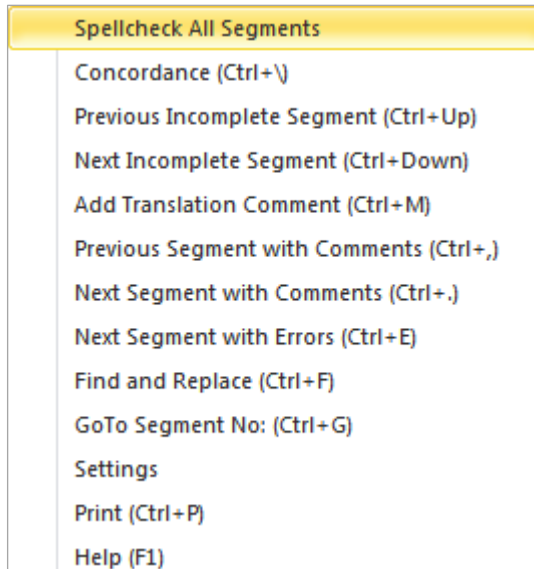 Spellcheck All Segments
Concordance (Ctrl+\)
Previous Incomplete Segment (Ctrl+Up)
Next Incomplete Segment (Ctrl+Down)
Add Translation Comment (Ctrl+M)
Previous Segment with Comments (Ctrl+,)
Next Segment with Comments (Ctrl+.)
Next Segment with Errors (Ctrl+E)
Find and Replace (Ctrl+F)
GoTo Segment No: (Ctrl+G)
Settings
Print (Ctrl+P)
Help (F1)